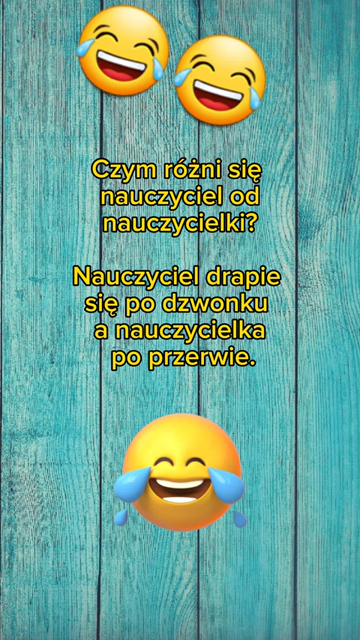 Czym różni się
nauczyciel od
nauczycielki?
Nauczyciel drapie
się po dzwonku
a nauczycielka
po przerwie.